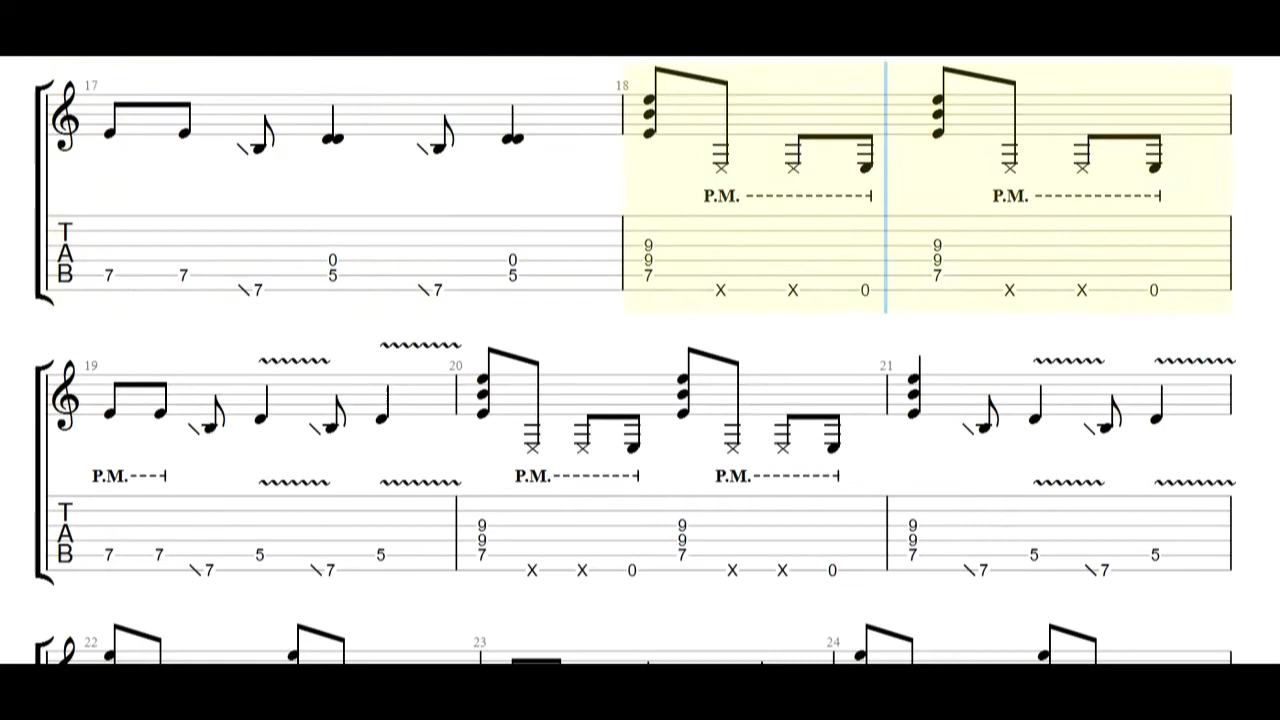 17 18
P.M. P.M.
T
9 9
A 0 0 9 9
B 7 7 5 5 7 7
7 7 X X 0 X X 0
19 20 21
P.M. P.M. P.M.
T
9 9 9
A 9 9 9
B 7 7 5 5 7 7 7 5 5
7 7 X X 0 X X 0 7 7
22 23 24